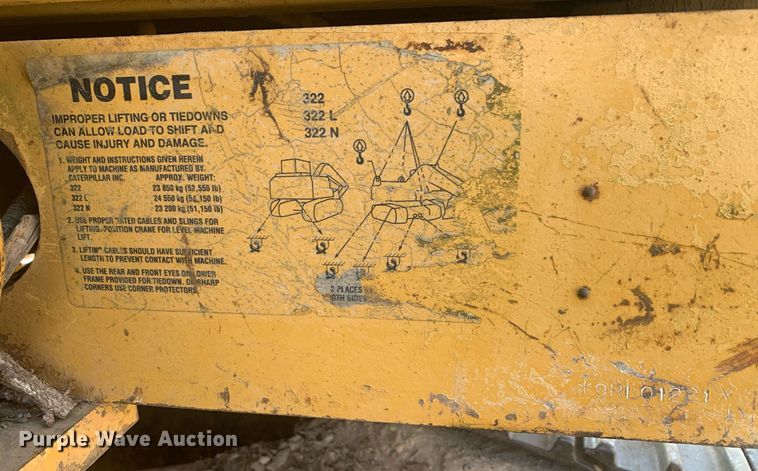 NOTICE
IMPROPER LIFTING OR TIEDOWNS
CAN ALLOW LOAD TO SHIFT AND
CAUSE INJURY AND DAMAGE.
1. WEIGHT AND INSTRUCTIONS GIVEN HEREIN
APPLY TO MACHINE AS MANUFACTURED BY
CATERPILLAR INC. APPROX. WEIGHT:
322 23 850 kg (52,550 lb)
322 L 24 550 kg (lb)
322 N 23 200 kg (51,150 lb)
2. USE PROPER RATED CABLES AND SLINGS FOR
LIFTING. POSITION CRANE FOR LEVEL MACHINE
LIFT.
3. LIFTING CABLES SHOULD HAVE SUFFICIENT
LENGTH TO PREVENT CONTACT WITH MACHINE.
4. USE THE REAR AND FRONT EYES ON LOWER
FRAME PROVIDED FOR TIEDOWN. ON SHARP
CORNERS USE CORNER PROTECTORS.
322
322 L
322 N
2 PLACES
BOTH SIDES
Purple Wave Auction